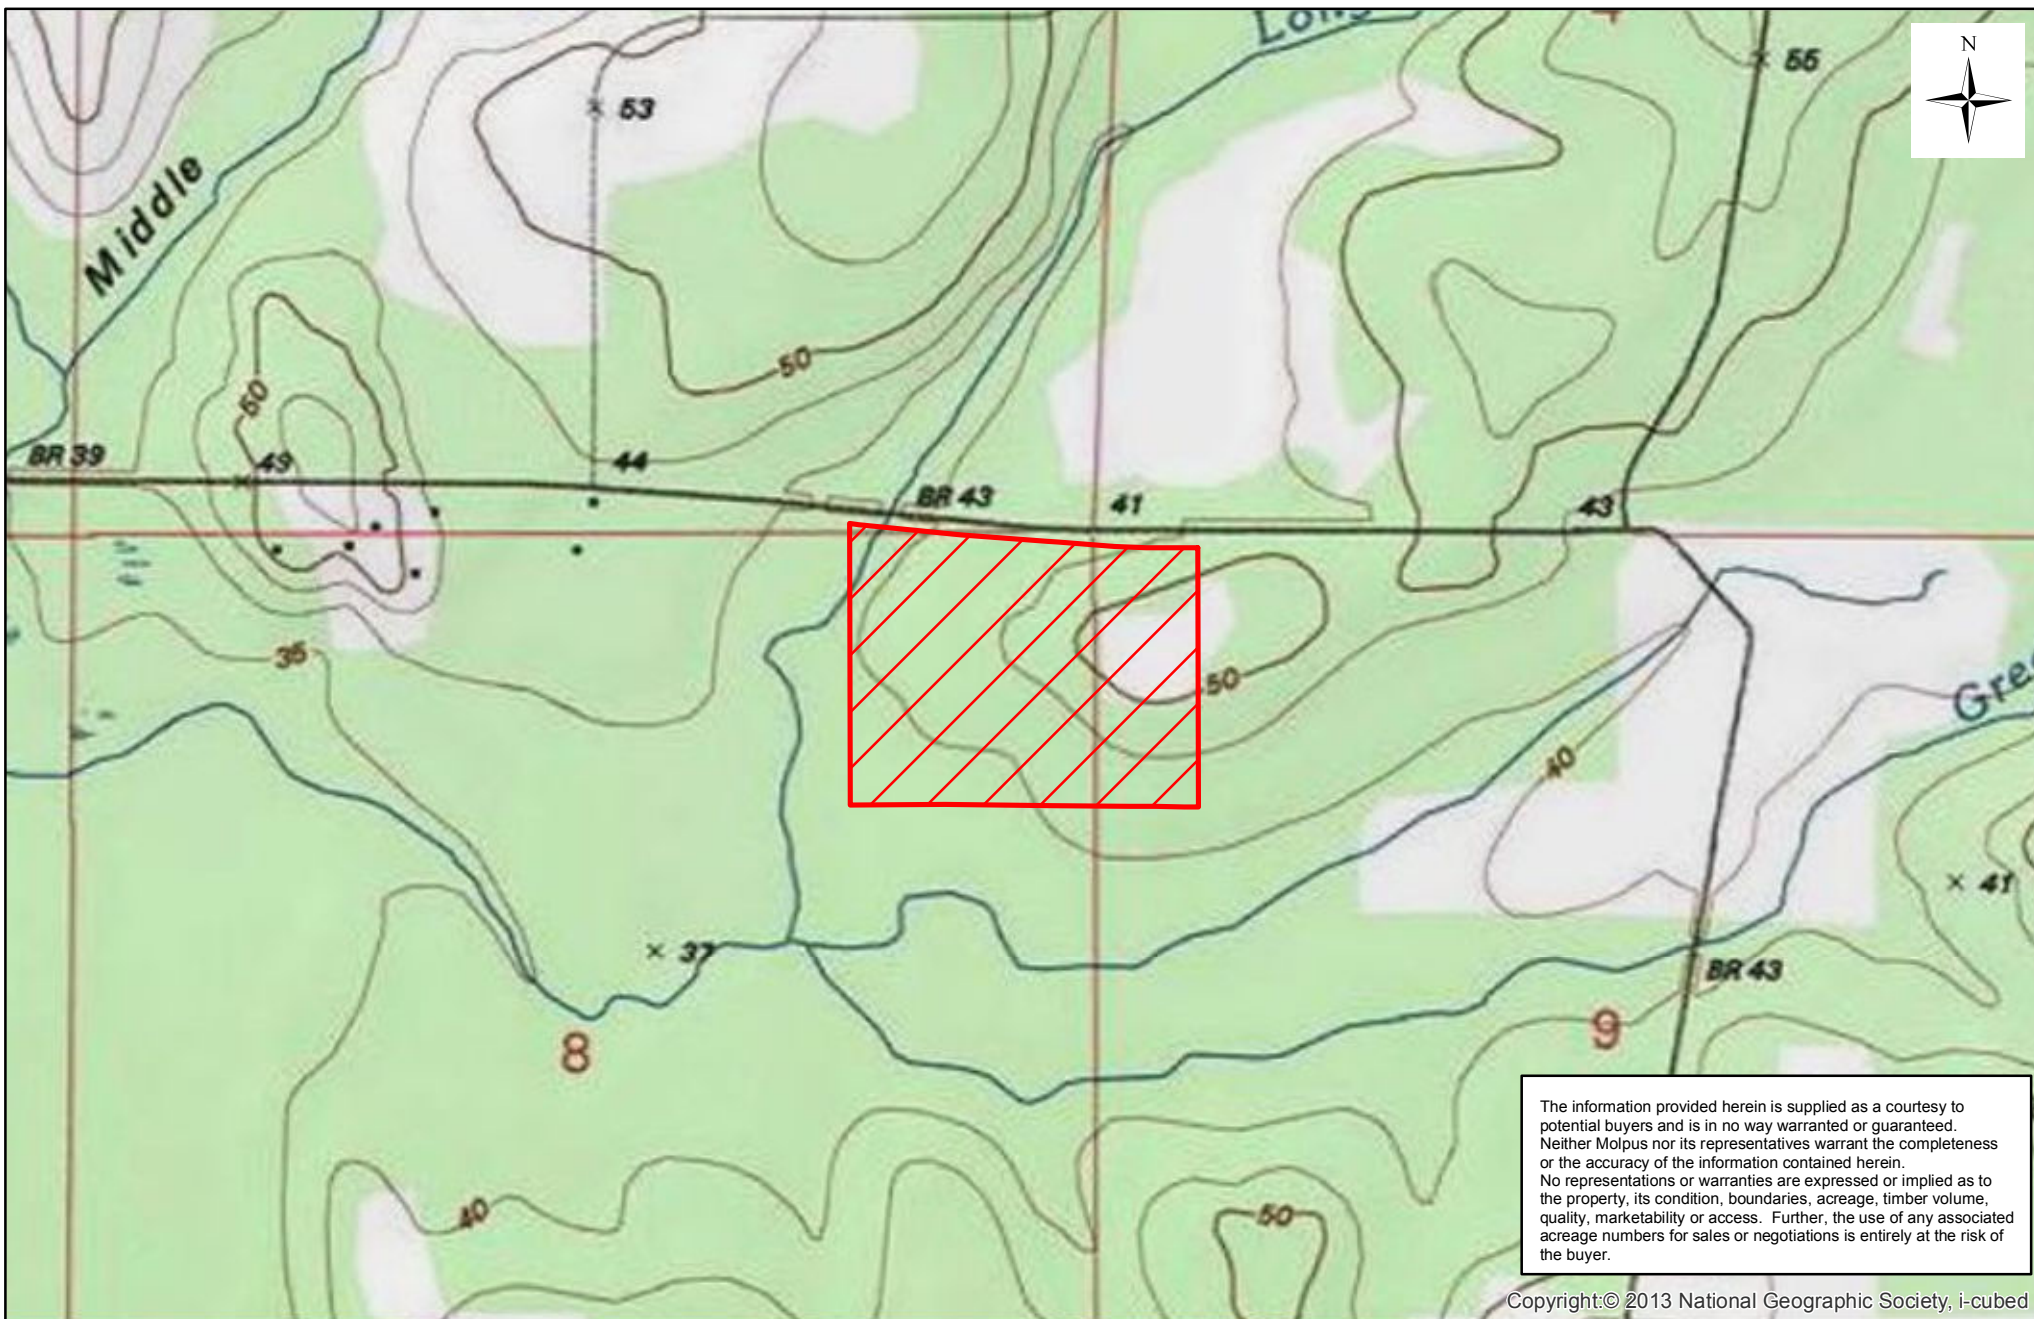 N
55
53
Middle
50
50
BR 39
49
44
BR 43
41
43
35
50
40
41
37
BR 43
8
9
40
50
The information provided herein is supplied as a courtesy to
potential buyers and is in no way warranted or guaranteed.
Neither Molpus nor its representatives warrant the completeness
or the accuracy of the information contained herein.
No representations or warranties are expressed or implied as to
the property, its condition, boundaries, acreage, timber volume,
quality, marketability or access. Further, the use of any associated
acreage numbers for sales or negotiations is entirely at the risk of
the buyer.
Copyright:© 2013 National Geographic Society, i-cubed